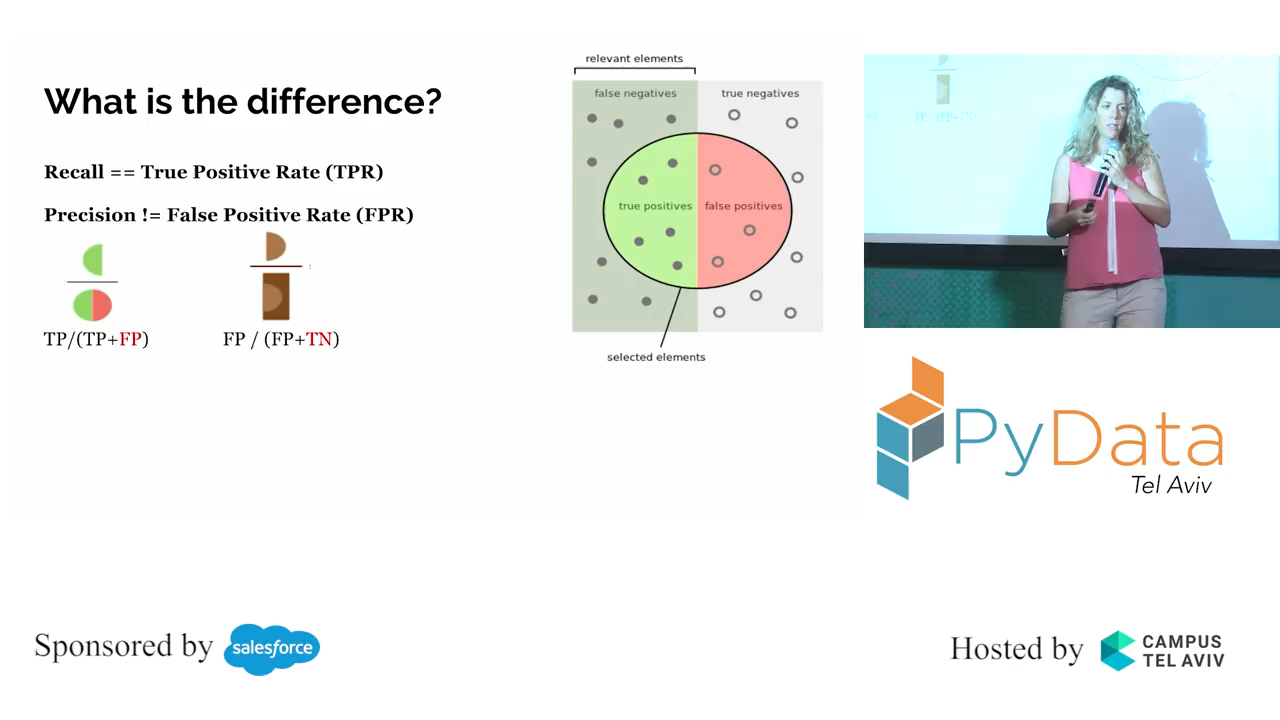 What is the difference?
Recall == True Positive Rate (TPR)
Precision != False Positive Rate (FPR)
TP/(TP+FP)
FP / (FP+TN)
relevant elements
false negatives
true negatives
true positives
false positives
selected elements
PyData
Tel Aviv
Sponsored by salesforce
Hosted by CAMPUS
TEL AVIV